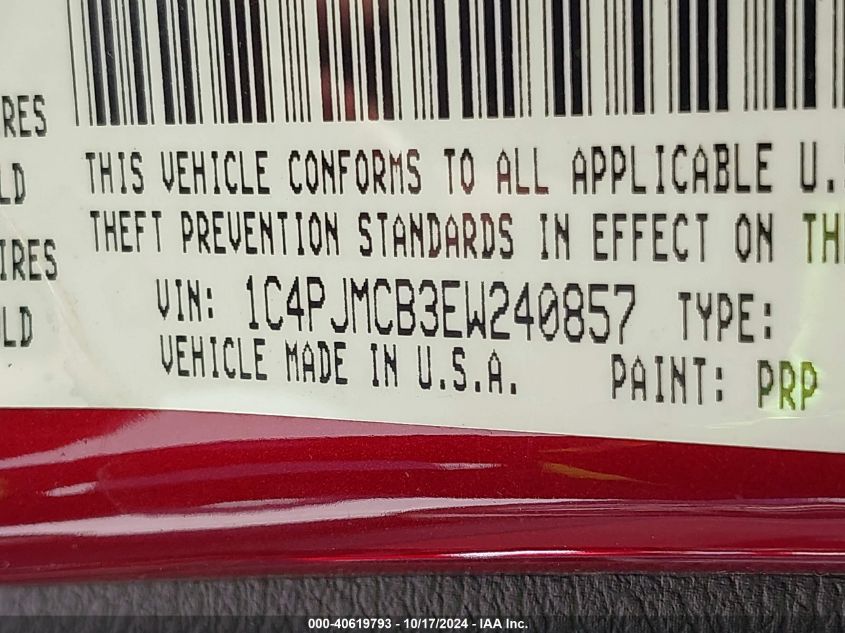 RES
LD
IRES
OLD
THIS VEHICLE CONFORMS TO ALL APPLICABLE U.S
THEFT PREVENTION STANDARDS IN EFFECT ON TH
VIN: 1C4PJMCB3EW240857 TYPE:
VEHICLE MADE IN U.S.A. PAINT: PRP
000-40619793 - 10/17/2024 - IAA Inc.